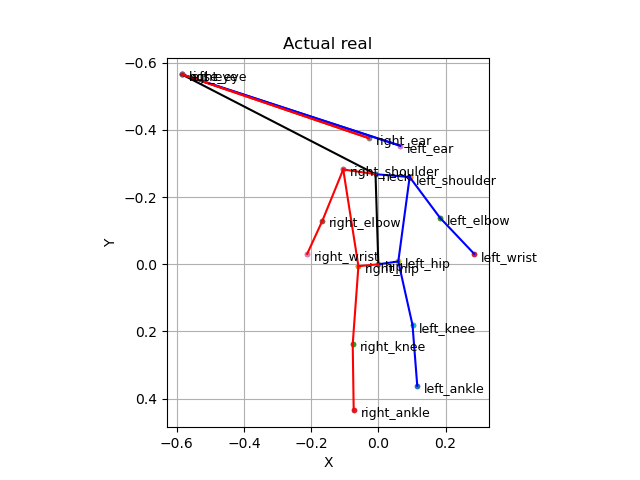 Actual real
−0.6
right_eye
−0.4
right_ear
left_ear
−0.2
right_shoulder
neck
left_shoulder
right_elbow
left_elbow
0.0
right_wrist
left_wrist
right_hip
left_hip
0.2
left_knee
right_knee
0.4
left_ankle
right_ankle
Y
−0.6
−0.4
−0.2
0.0
0.2
X